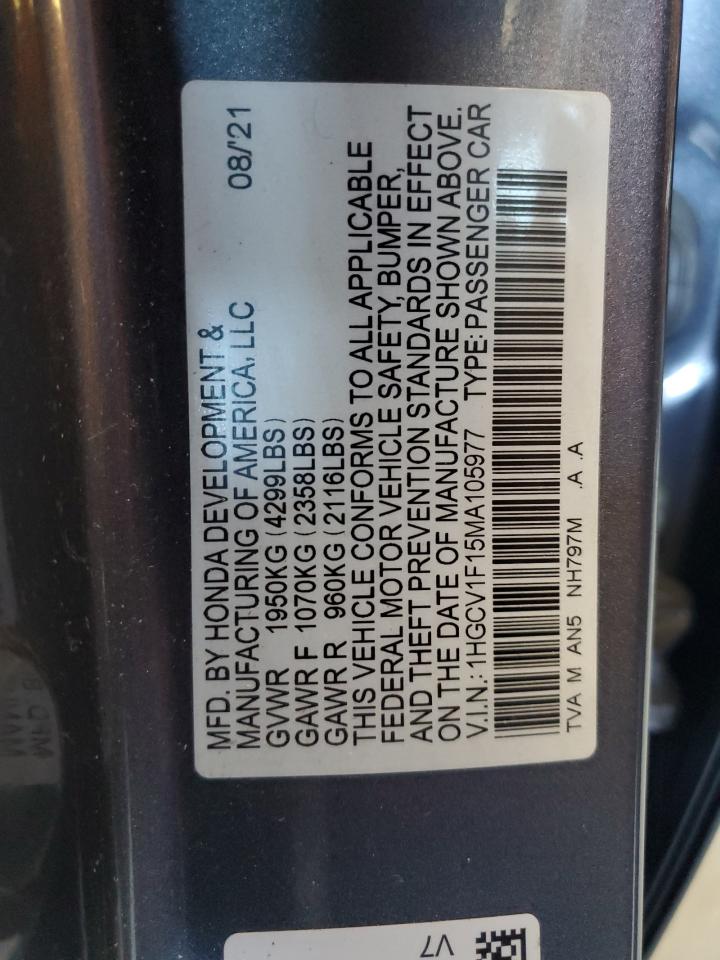 MFD. BY HONDA DEVELOPMENT &
MANUFACTURING OF AMERICA, LLC 08/'21
GVWR 1950KG (4299LBS)
GAWR F 1070KG (2358LBS)
GAWR R 960KG (2116LBS)
THIS VEHICLE CONFORMS TO ALL APPLICABLE
FEDERAL MOTOR VEHICLE SAFETY, BUMPER,
AND THEFT PREVENTION STANDARDS IN EFFECT
ON THE DATE OF MANUFACTURE SHOWN ABOVE.
V.I.N.:1HGCV1F15MA105977 TYPE:PASSENGER CAR
TVA M AN5 NH797M .A .A
V7